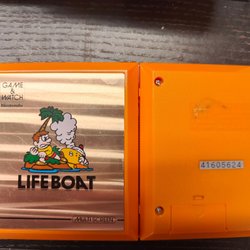 GAME
&
WATCH
Nintendo
LIFEBOAT
MULTI SCREEN
41605624